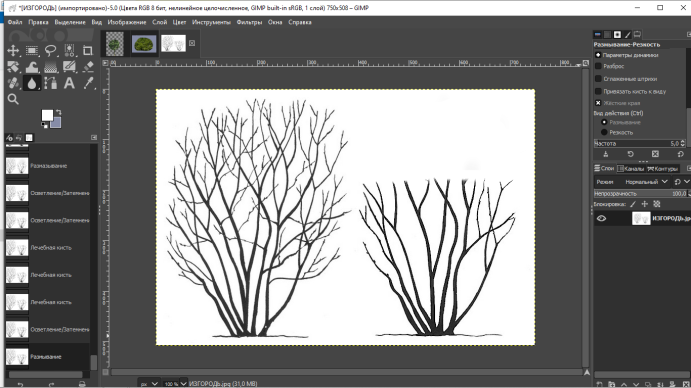 *[ИЗГОРОДЬ] (импортировано)-5.0 (Цвета RGB 8 бит, нелинейное целочисленное, GIMP built-in sRGB, 1 слой) 750x508 – GIMP
Файл Правка Выделение Вид Изображение Слой Цвет Инструменты Фильтры Окна Справка
Размывание-Резкость
Параметры динамики
Разброс
Сглаженные штрихи
Привязать кисть к виду
Жёсткие края
Вид действия (Ctrl)
Размывание
Резкость
Частота 5,0
Слои Каналы Контуры
Режим Нормальный
Непрозрачность 100,0
Блокировка:
ИЗГОРОДЬ.jpg
Размазывание
Осветление/Затемнен
Осветление/Затемнен
Лечебная кисть
Лечебная кисть
Лечебная кисть
Осветление/Затемнен
Размывание
px 100 % ИЗГОРОДЬ.jpg (31,0 MB)